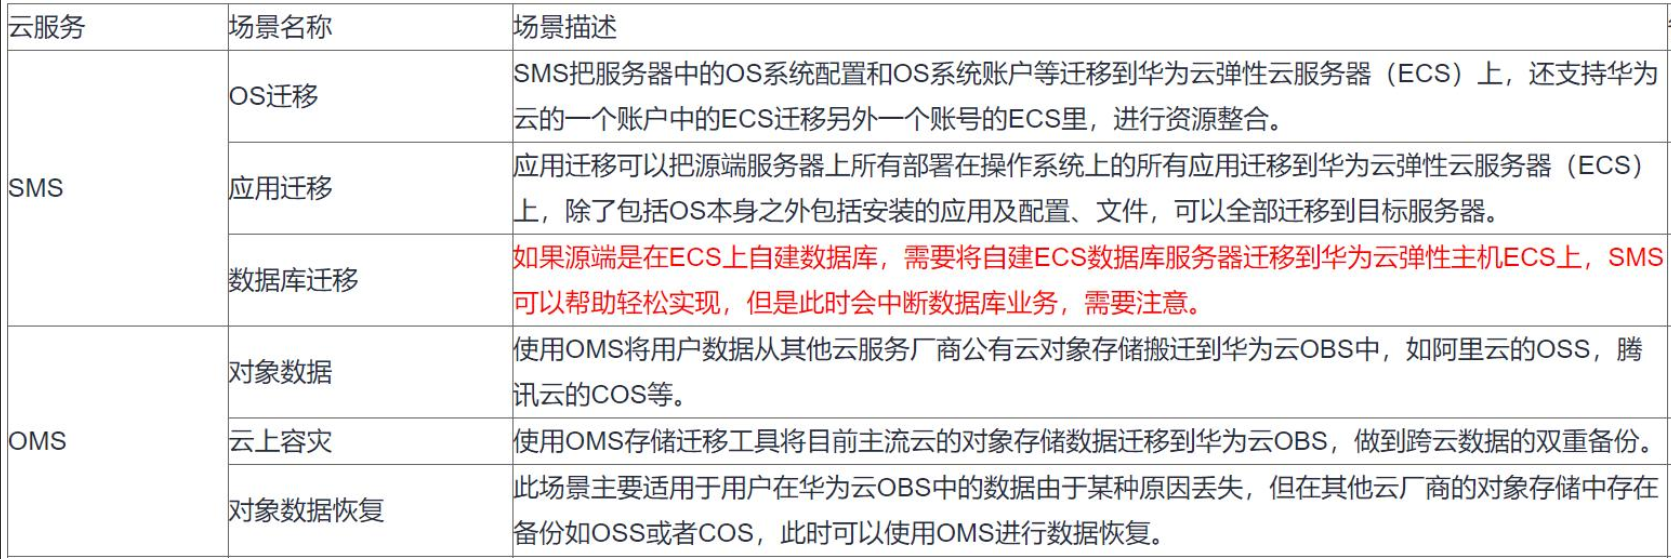 云服务 场景名称 场景描述
SMS
OS迁移
SMS把服务器中的OS系统配置和OS系统账户等迁移到华为云弹性云服务器（ECS）上，还支持华为
云的一个账户中的ECS迁移另外一个账号的ECS里，进行资源整合。
应用迁移
应用迁移可以把源端服务器上所有部署在操作系统上的所有应用迁移到华为云弹性云服务器（ECS）
上，除了包括OS本身之外包括安装的应用及配置、文件，可以全部迁移到目标服务器。
数据库迁移
如果源端是在ECS上自建数据库，需要将自建ECS数据库服务器迁移到华为云弹性主机ECS上，SMS
可以帮助轻松实现，但是此时会中断数据库业务，需要注意。
OMS
对象数据
使用OMS将用户数据从其他云服务厂商公有云对象存储搬迁到华为云OBS中，如阿里云的OSS，腾
讯云的COS等。
云上容灾
使用OMS存储迁移工具将目前主流云的对象存储数据迁移到华为云OBS，做到跨云数据的双重备份。
对象数据恢复
此场景主要适用于用户在华为云OBS中的数据由于某种原因丢失，但在其他云厂商的对象存储中存在
备份如OSS或者COS，此时可以使用OMS进行数据恢复。